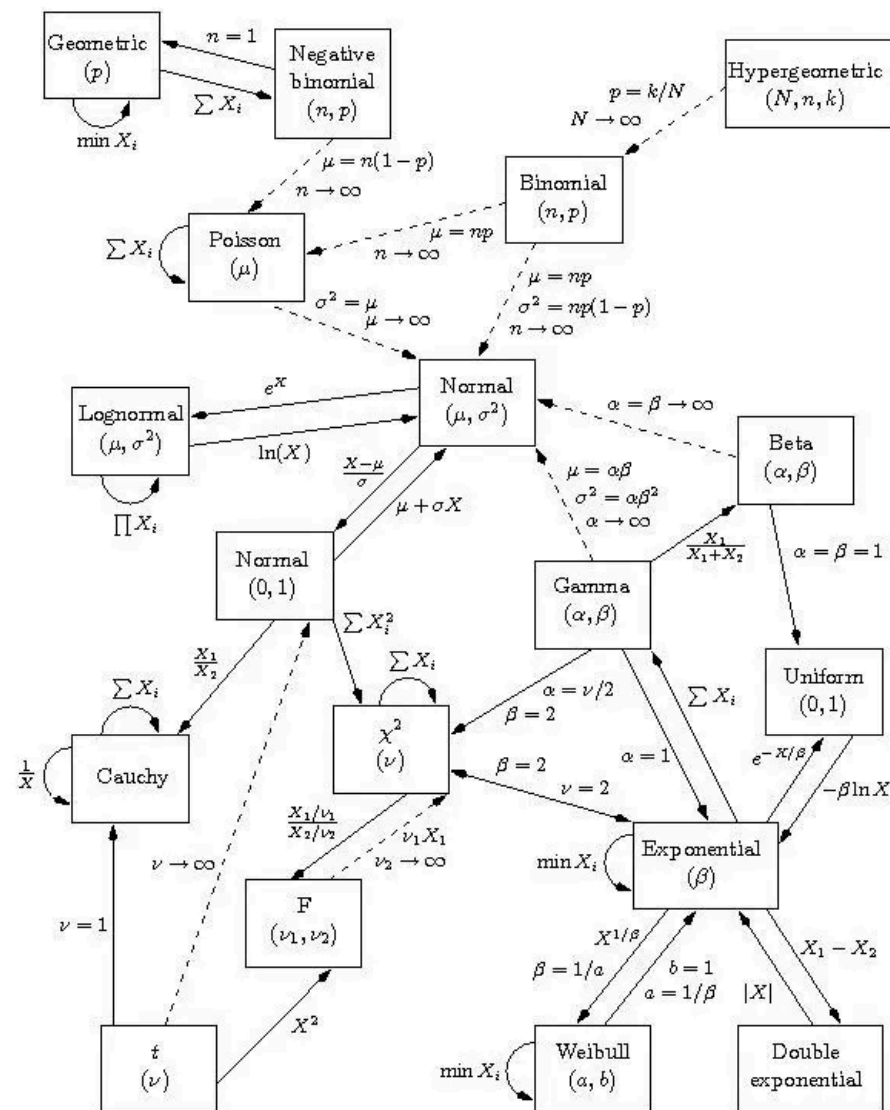 Geometric
(p)
n = 1
Negative
binomial
(n, p)
∑ X_i
min X_i
Hypergeometric
(N, n, k)
p = k/N
N → ∞
μ = n(1 − p)
n → ∞
Binomial
(n, p)
∑ X_i
Poisson
(μ)
μ = np
n → ∞
μ = np
σ² = np(1 − p)
n → ∞
σ² = μ
μ → ∞
e^X
Normal
(μ, σ²)
Lognormal
(μ, σ²)
ln(X)
∏ X_i
α = β → ∞
Beta
(α, β)
(X−μ)/σ
μ + σX
μ = αβ
σ² = αβ²
α → ∞
X_1/(X_1+X_2)
α = β = 1
Normal
(0, 1)
Gamma
(α, β)
∑ X_i²
X_1/X_2
∑ X_i
∑ X_i
α = ν/2
β = 2
∑ X_i
Uniform
(0, 1)
1/X
Cauchy
χ²
(ν)
β = 2
ν = 2
α = 1
e^{−X/β}
−β ln X
(X_1/ν_1)/(X_2/ν_2)
ν_1X_1
ν_2 → ∞
ν → ∞
min X_i
Exponential
(β)
ν = 1
F
(ν_1, ν_2)
X^{1/β}
β = 1/a
b = 1
a = 1/β
|X|
X_1 − X_2
X²
t
(ν)
min X_i
Weibull
(a, b)
Double
exponential